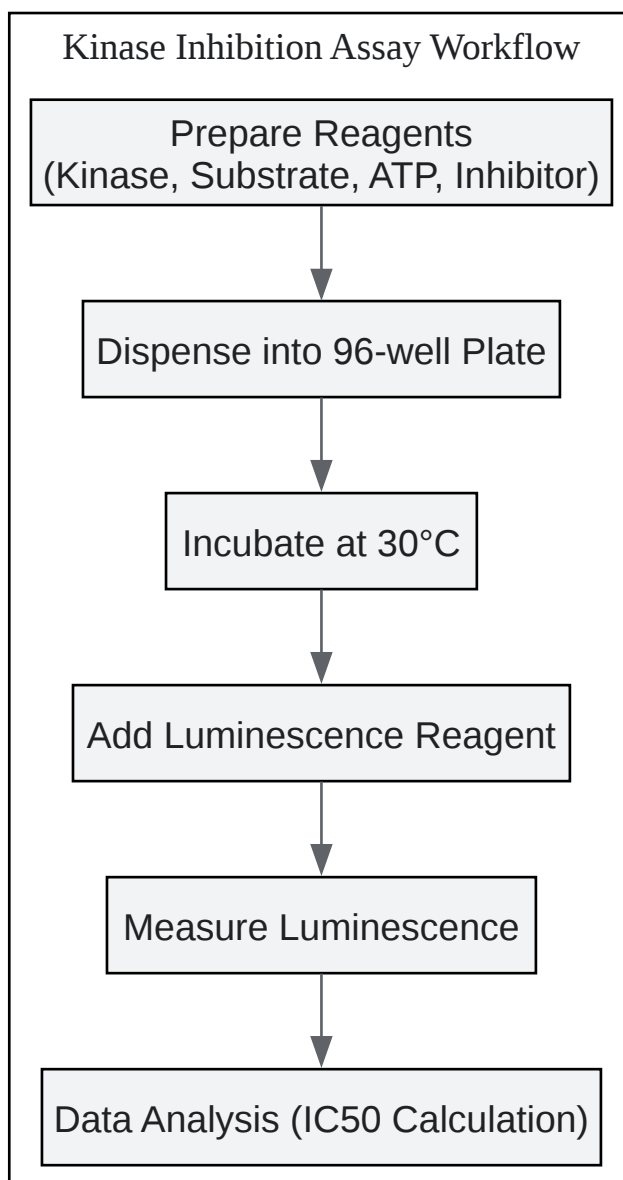 Kinase Inhibition Assay Workflow
Prepare Reagents
(Kinase, Substrate, ATP, Inhibitor)
Dispense into 96-well Plate
Incubate at 30°C
Add Luminescence Reagent
Measure Luminescence
Data Analysis (IC50 Calculation)